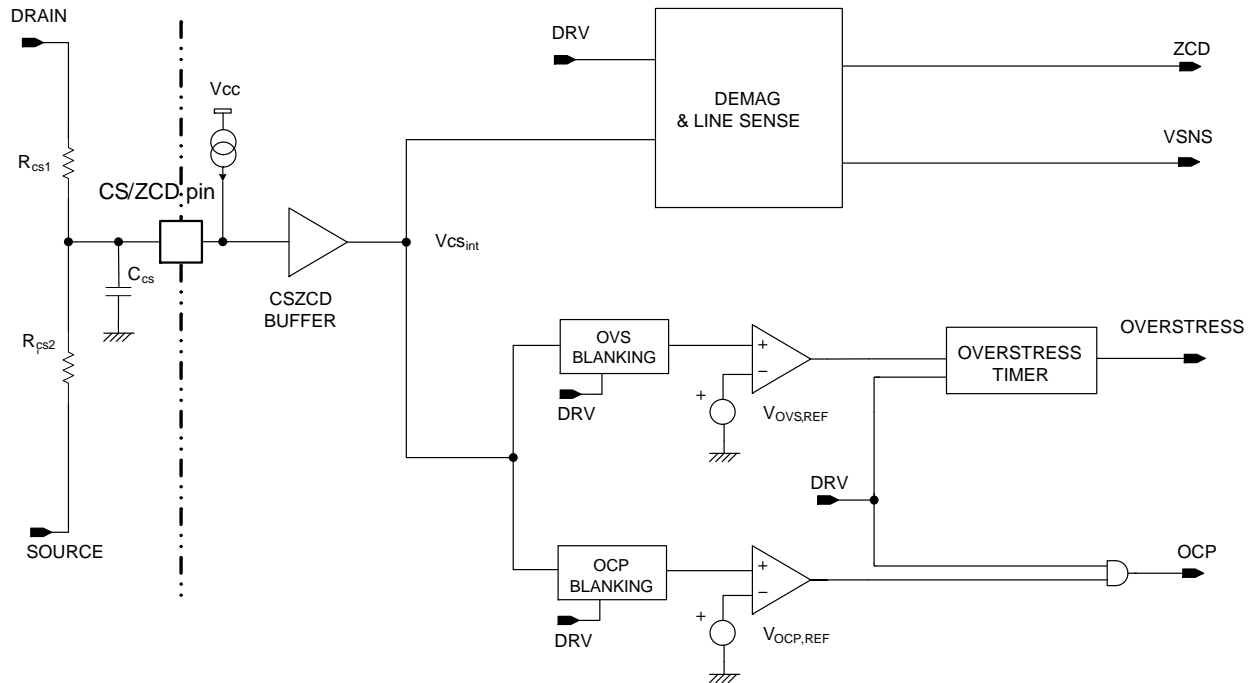 DRAIN
DRV
ZCD
Vcc
DEMAG
& LINE SENSE
VSNS
Rcs1
CS/ZCD pin
Vcsint
Ccs
CSZCD
BUFFER
Rcs2
OVS
BLANKING
+
−
OVERSTRESS
TIMER
OVERSTRESS
DRV
+
VOVS,REF
DRV
SOURCE
OCP
BLANKING
+
−
OCP
DRV
+
VOCP,REF